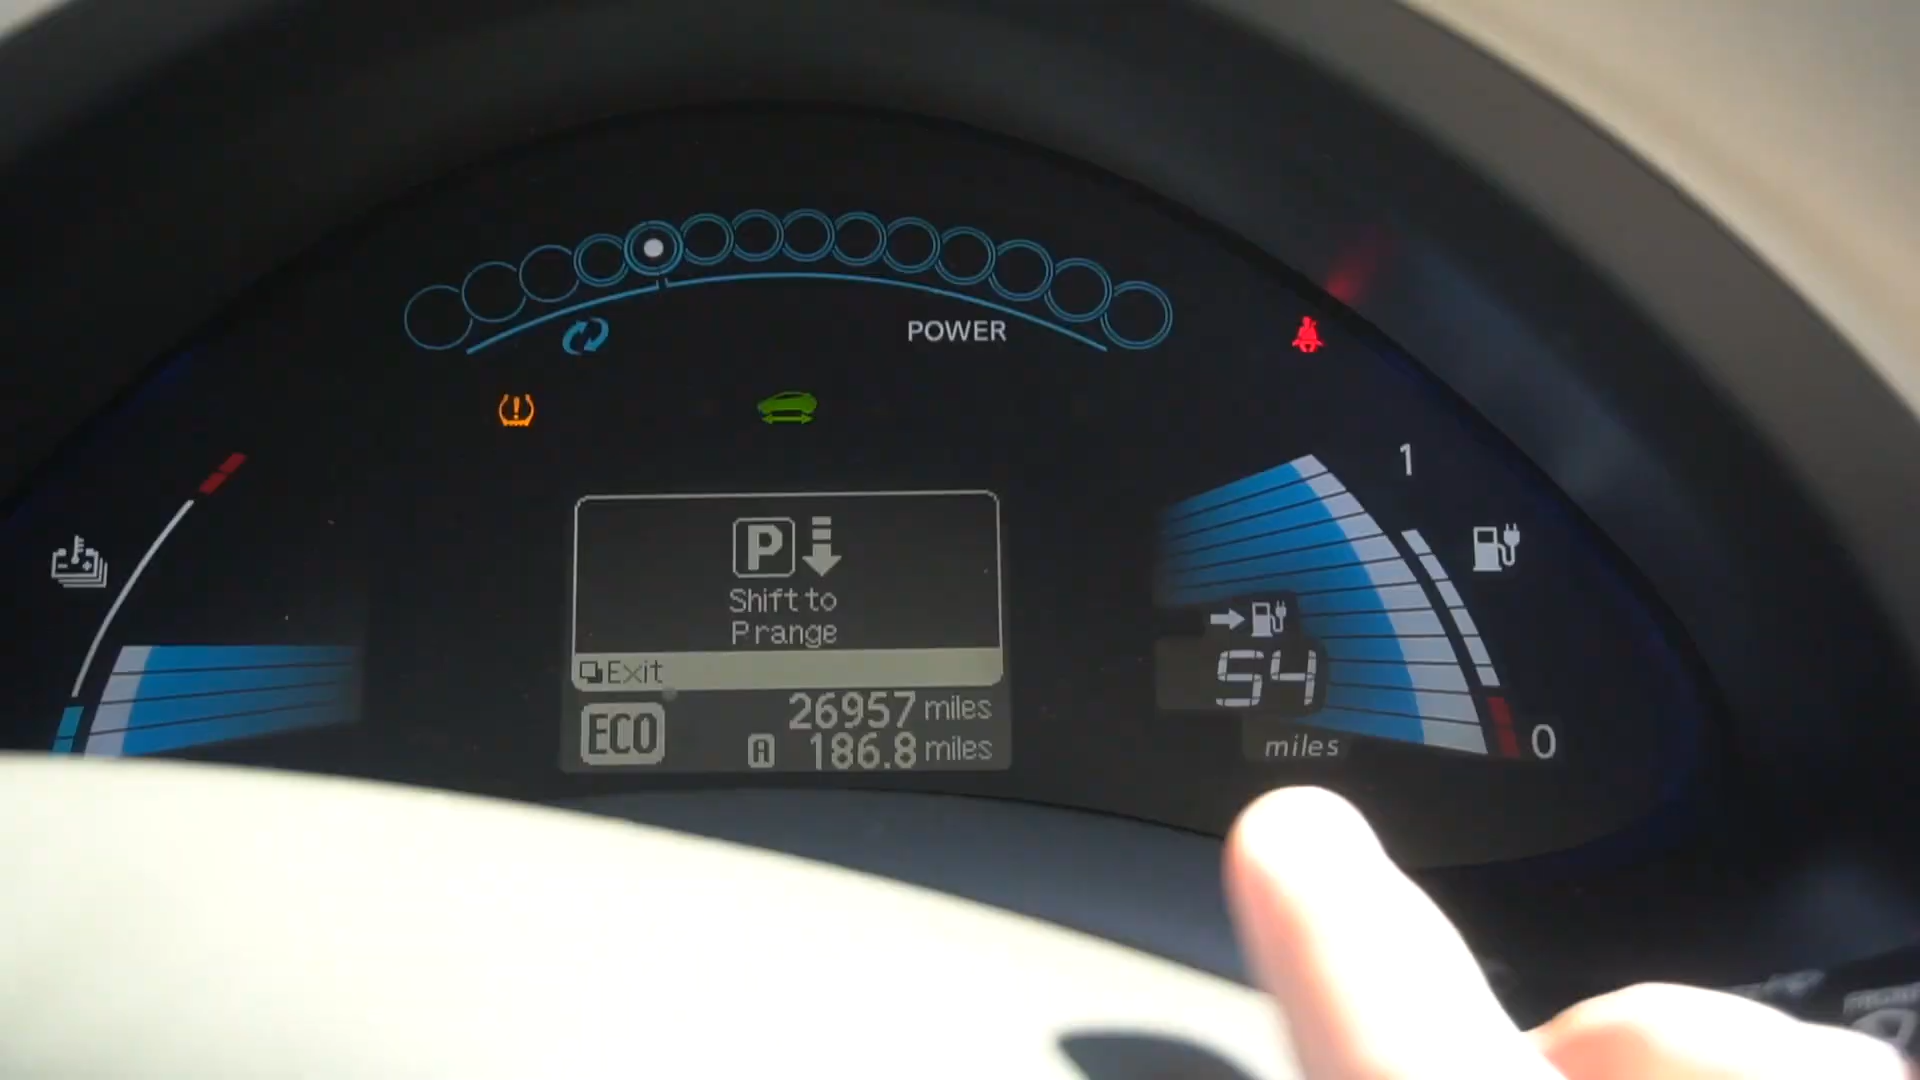 POWER
1
P
Shift to
P range
Exit
54
26957 miles
ECO
A 186.8 miles
miles
0